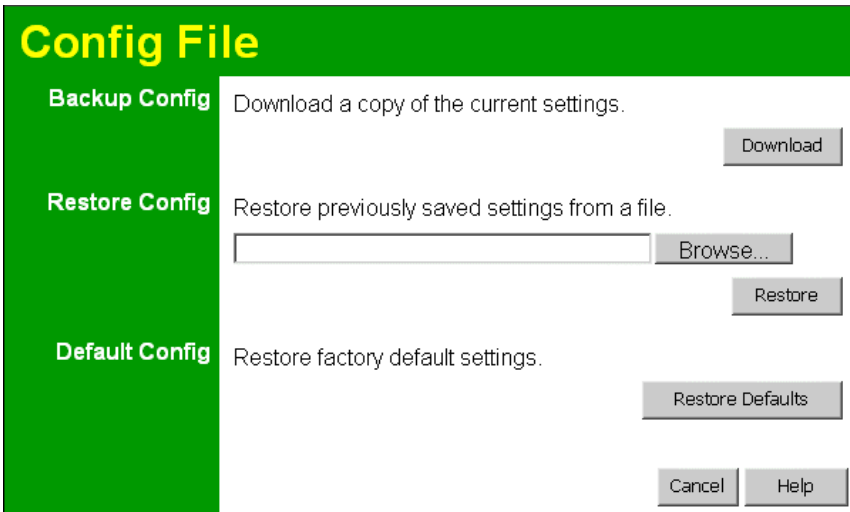 Config File
Backup Config
Download a copy of the current settings.
Download
Restore Config
Restore previously saved settings from a file.
Browse...
Restore
Default Config
Restore factory default settings.
Restore Defaults
Cancel
Help